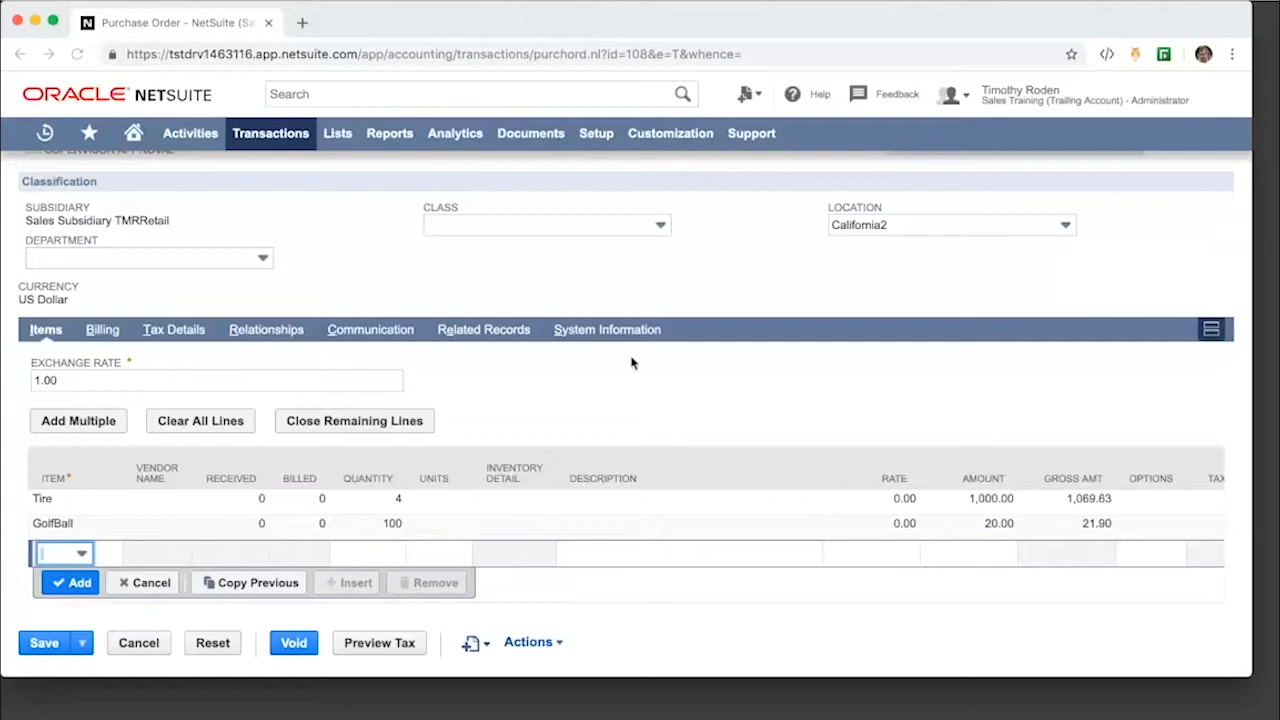 Purchase Order - NetSuite (Sa
https://tstdrv1463116.app.netsuite.com/app/accounting/transactions/purchord.nl?id=108&e=T&whence=
ORACLE NETSUITE
Search
Help
Feedback
Timothy Roden
Sales Training (Trailing Account) - Administrator
Activities Transactions Lists Reports Analytics Documents Setup Customization Support
SUPERVISOR APPROVAL
Classification
SUBSIDIARY
Sales Subsidiary TMRRetail
CLASS
LOCATION
California2
DEPARTMENT
CURRENCY
US Dollar
Items Billing Tax Details Relationships Communication Related Records System Information
EXCHANGE RATE *
1.00
Add Multiple Clear All Lines Close Remaining Lines
ITEM * VENDOR NAME RECEIVED BILLED QUANTITY UNITS INVENTORY DETAIL DESCRIPTION RATE AMOUNT GROSS AMT OPTIONS TAX
Tire 0 0 4 0.00 1,000.00 1,069.63
GolfBall 0 0 100 0.00 20.00 21.90
Add Cancel Copy Previous Insert Remove
Save Cancel Reset Void Preview Tax Actions